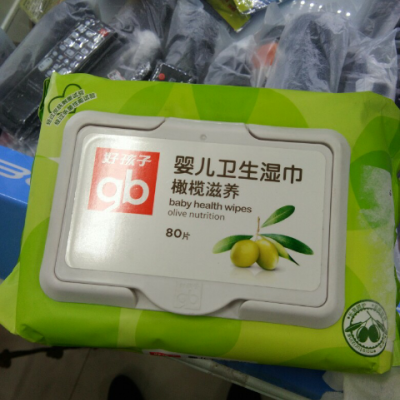 好孩子
gb
婴儿卫生湿巾
橄榄滋养
baby health wipes
olive nutrition
80片